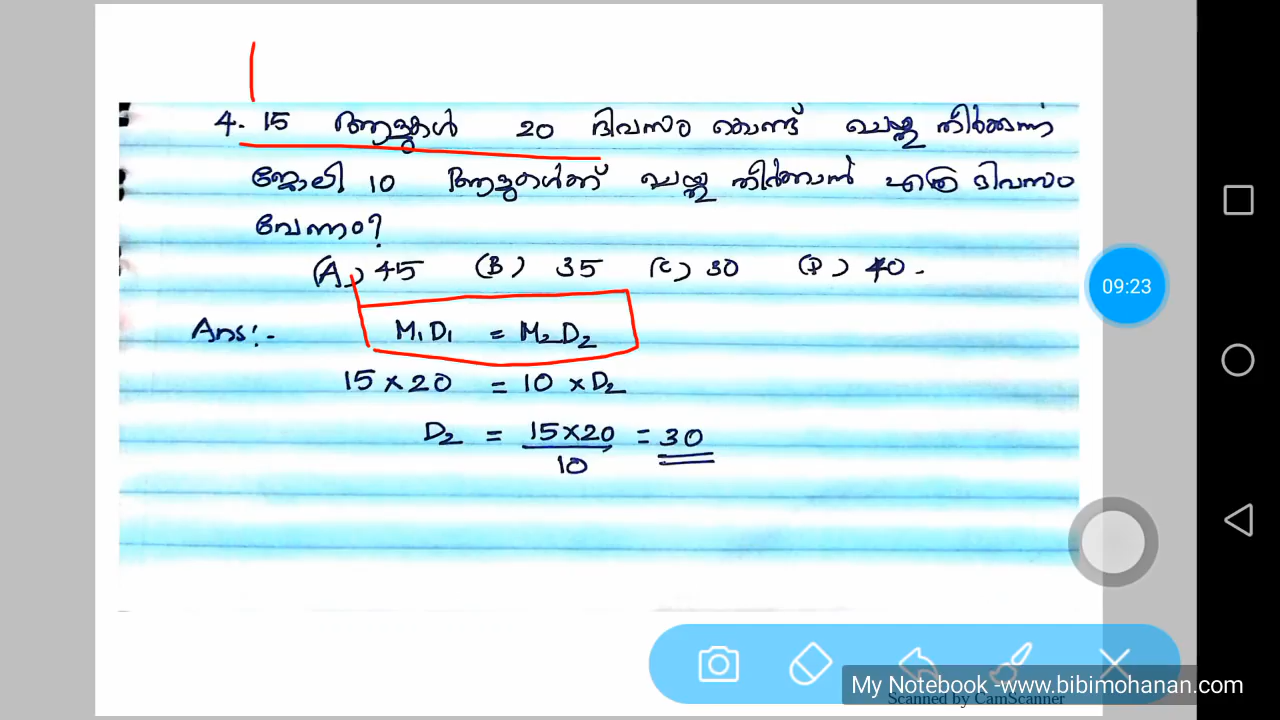 4. 15 ആളുകൾ 20 ദിവസം കൊണ്ട് ചെയ്തു തീർക്കുന്ന
ജോലി 10 ആളുകൾക്ക് ചെയ്തു തീർക്കാൻ എത്ര ദിവസം
വേണം?
(A) 45 (B) 35 (C) 30 (D) 40.
Ans:- M₁D₁ = M₂D₂
15 × 20 = 10 × D₂
D₂ = 15×20/10 = 30
09:23
My Notebook -www.bibimohanan.com
Scanned by CamScanner